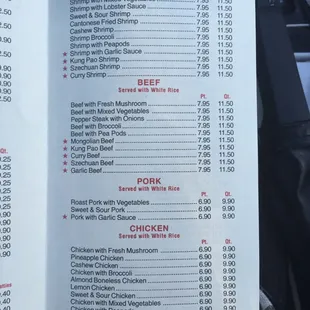 Shrimp with Lobster Sauce 7.95 11.50
Sweet & Sour Shrimp 7.95 11.50
Cantonese Fried Shrimp 7.95 11.50
Cashew Shrimp 7.95 11.50
Shrimp Broccoli 7.95 11.50
Shrimp with Peapods 7.95 11.50
★ Shrimp with Garlic Sauce 7.95 11.50
★ Kung Pao Shrimp 7.95 11.50
★ Szechuan Shrimp 7.95 11.50
★ Curry Shrimp 7.95 11.50
BEEF
Served with White Rice
Pt. Qt.
Beef with Fresh Mushroom 7.95 11.50
Beef with Mixed Vegetables 7.95 11.50
Pepper Steak with Onions 7.95 11.50
Beef with Broccoli 7.95 11.50
Beef with Pea Pods 7.95 11.50
★ Mongolian Beef 7.95 11.50
★ Kung Pao Beef 7.95 11.50
★ Curry Beef 7.95 11.50
★ Szechuan Beef 7.95 11.50
★ Garlic Beef 7.95 11.50
PORK
Served with White Rice
Pt. Qt.
Roast Pork with Vegetables 6.90 9.90
Sweet & Sour Pork 6.90 9.90
★ Pork with Garlic Sauce 6.90 9.90
CHICKEN
Served with White Rice
Pt. Qt.
Chicken with Fresh Mushroom 6.90 9.90
Pineapple Chicken 6.90 9.90
Cashew Chicken 6.90 9.90
Chicken with Broccoli 6.90 9.90
Almond Boneless Chicken 6.90 9.90
Lemon Chicken 6.90 9.90
Sweet & Sour Chicken 6.90 9.90
Chicken with Mixed Vegetables 6.90 9.90